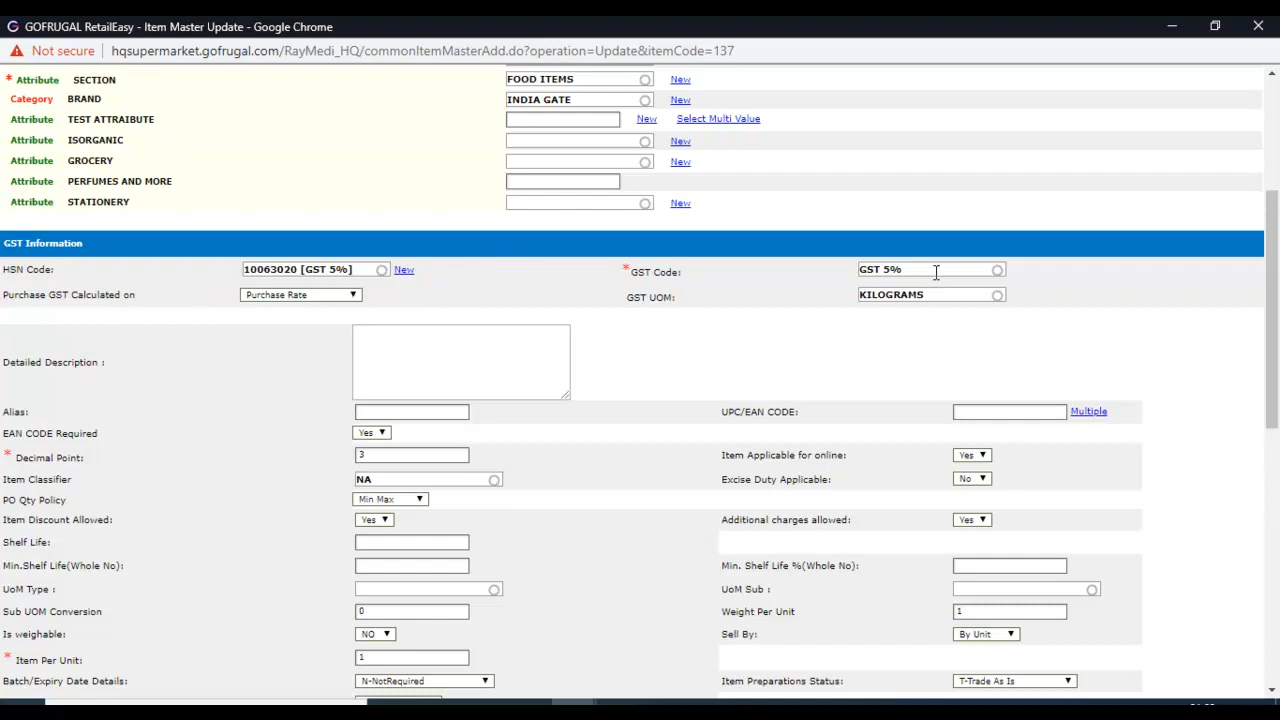 GOFRUGAL RetailEasy - Item Master Update - Google Chrome
Not secure | hqsupermarket.gofrugal.com/RayMedi_HQ/commonItemMasterAdd.do?operation=Update&itemCode=137
* Attribute SECTION FOOD ITEMS New
Category BRAND INDIA GATE New
Attribute TEST ATTRAIBUTE New Select Multi Value
Attribute ISORGANIC New
Attribute GROCERY New
Attribute PERFUMES AND MORE
Attribute STATIONERY New
GST Information
HSN Code: 10063020 [GST 5%] New * GST Code: GST 5%
Purchase GST Calculated on Purchase Rate GST UOM: KILOGRAMS
Detailed Description :
Alias: UPC/EAN CODE: Multiple
EAN CODE Required Yes
* Decimal Point: 3 Item Applicable for online: Yes
Item Classifier NA Excise Duty Applicable: No
PO Qty Policy Min Max
Item Discount Allowed: Yes Additional charges allowed: Yes
Shelf Life:
Min.Shelf Life(Whole No): Min. Shelf Life %(Whole No):
UoM Type : UoM Sub :
Sub UOM Conversion 0 Weight Per Unit 1
Is weighable: NO Sell By: By Unit
* Item Per Unit: 1
Batch/Expiry Date Details: N-NotRequired Item Preparations Status: T-Trade As Is